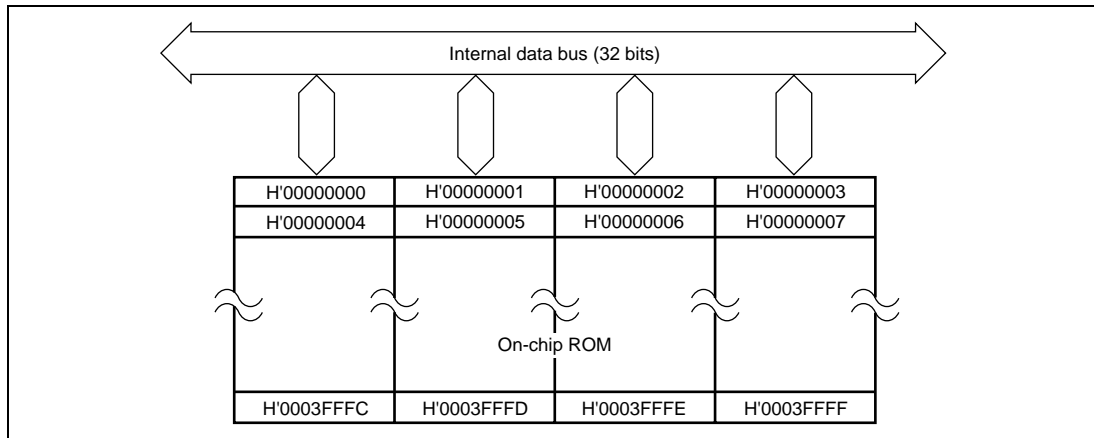 Internal data bus (32 bits)
H'00000000 H'00000001 H'00000002 H'00000003
H'00000004 H'00000005 H'00000006 H'00000007
On-chip ROM
H'0003FFFC H'0003FFFD H'0003FFFE H'0003FFFF